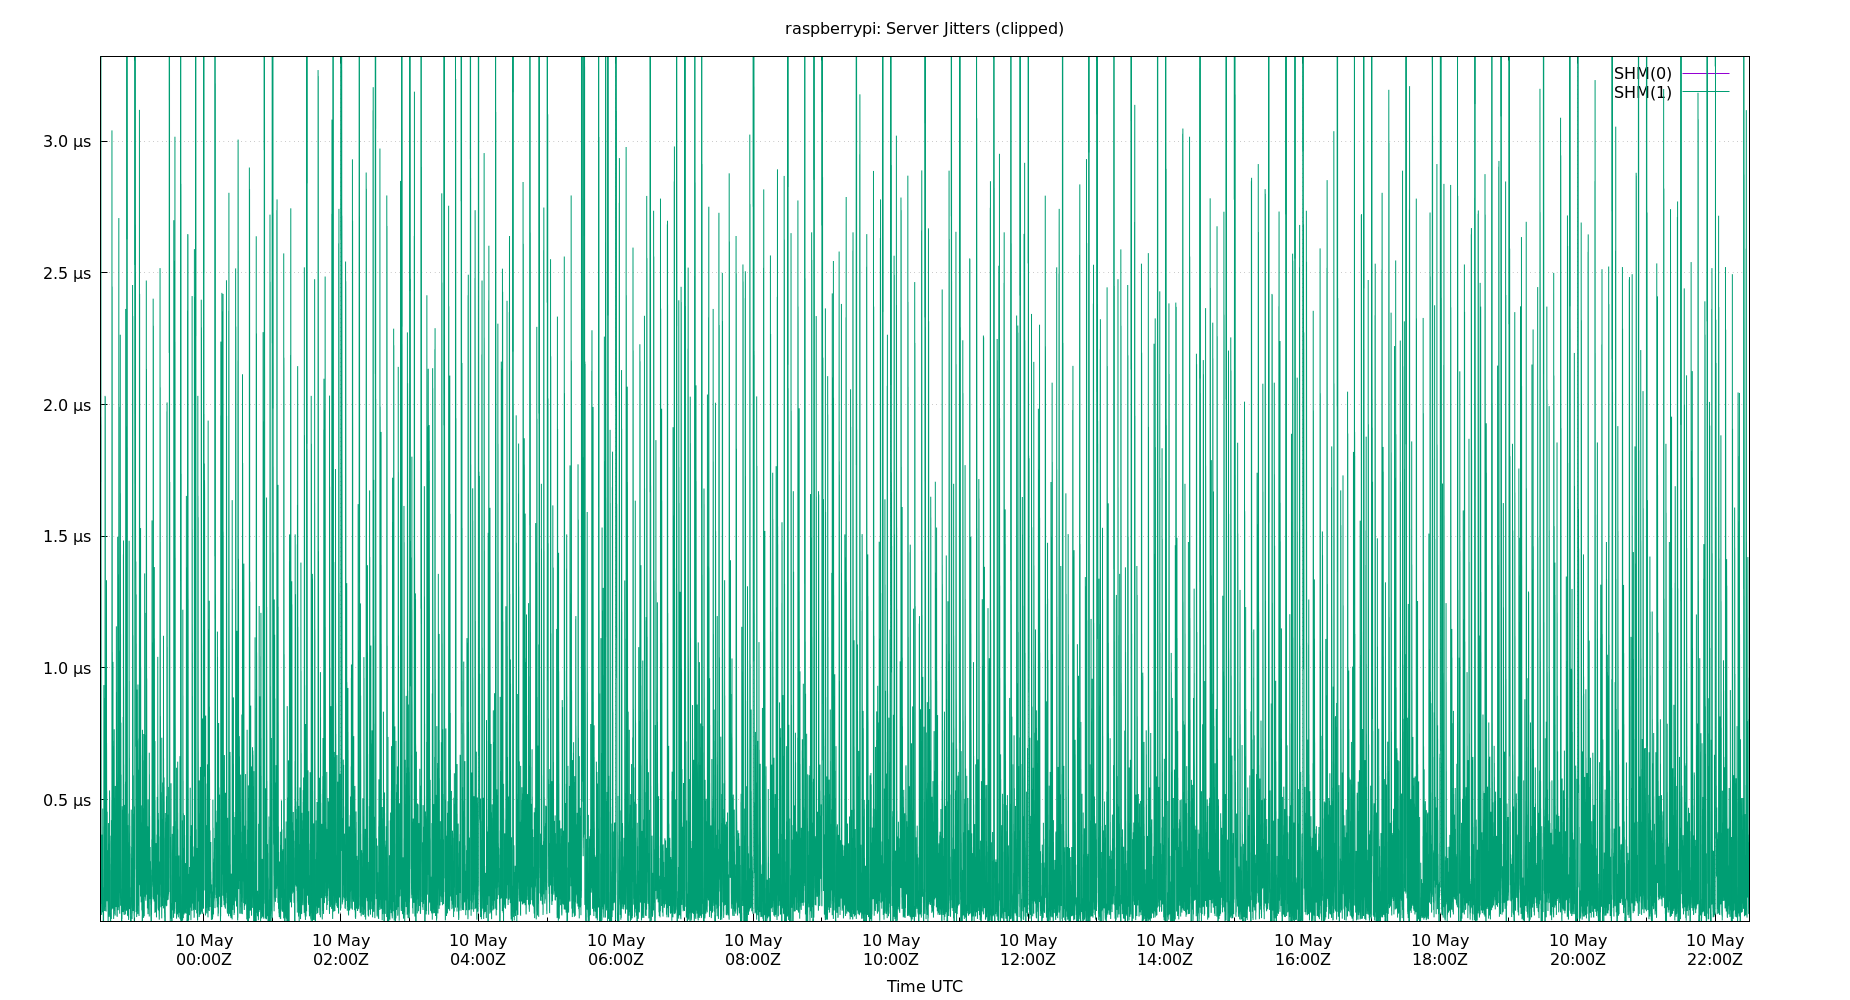 raspberrypi: Server Jitters (clipped)
SHM(0)
SHM(1)
3.0 µs
2.5 µs
2.0 µs
1.5 µs
1.0 µs
0.5 µs
10 May 10 May 10 May 10 May 10 May 10 May 10 May 10 May 10 May 10 May 10 May 10 May
00:00Z 02:00Z 04:00Z 06:00Z 08:00Z 10:00Z 12:00Z 14:00Z 16:00Z 18:00Z 20:00Z 22:00Z
Time UTC